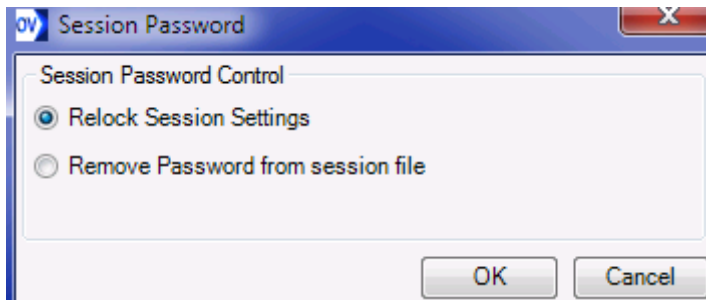 OV Session Password
Session Password Control
Relock Session Settings
Remove Password from session file
OK Cancel